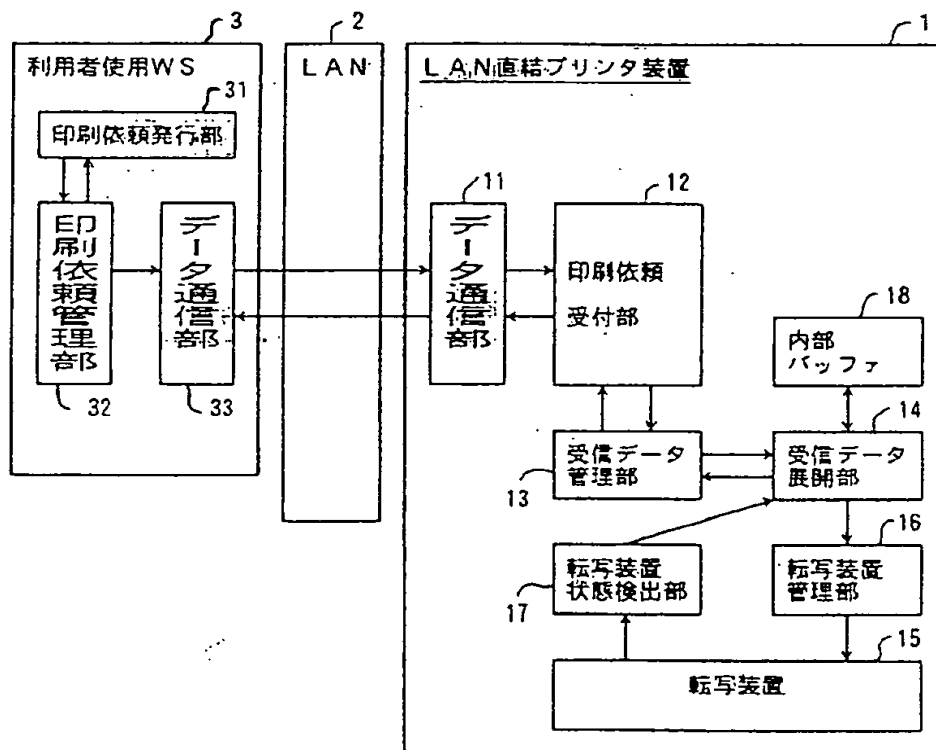 3
利用者使用WS
31
印刷依頼発行部
印刷依頼管理部
32
データ通信部
33
2
LAN
1
LAN直結プリンタ装置
11
データ通信部
12
印刷依頼
受付部
18
内部
バッファ
13
受信データ
管理部
14
受信データ
展開部
17
転写装置
状態検出部
16
転写装置
管理部
15
転写装置